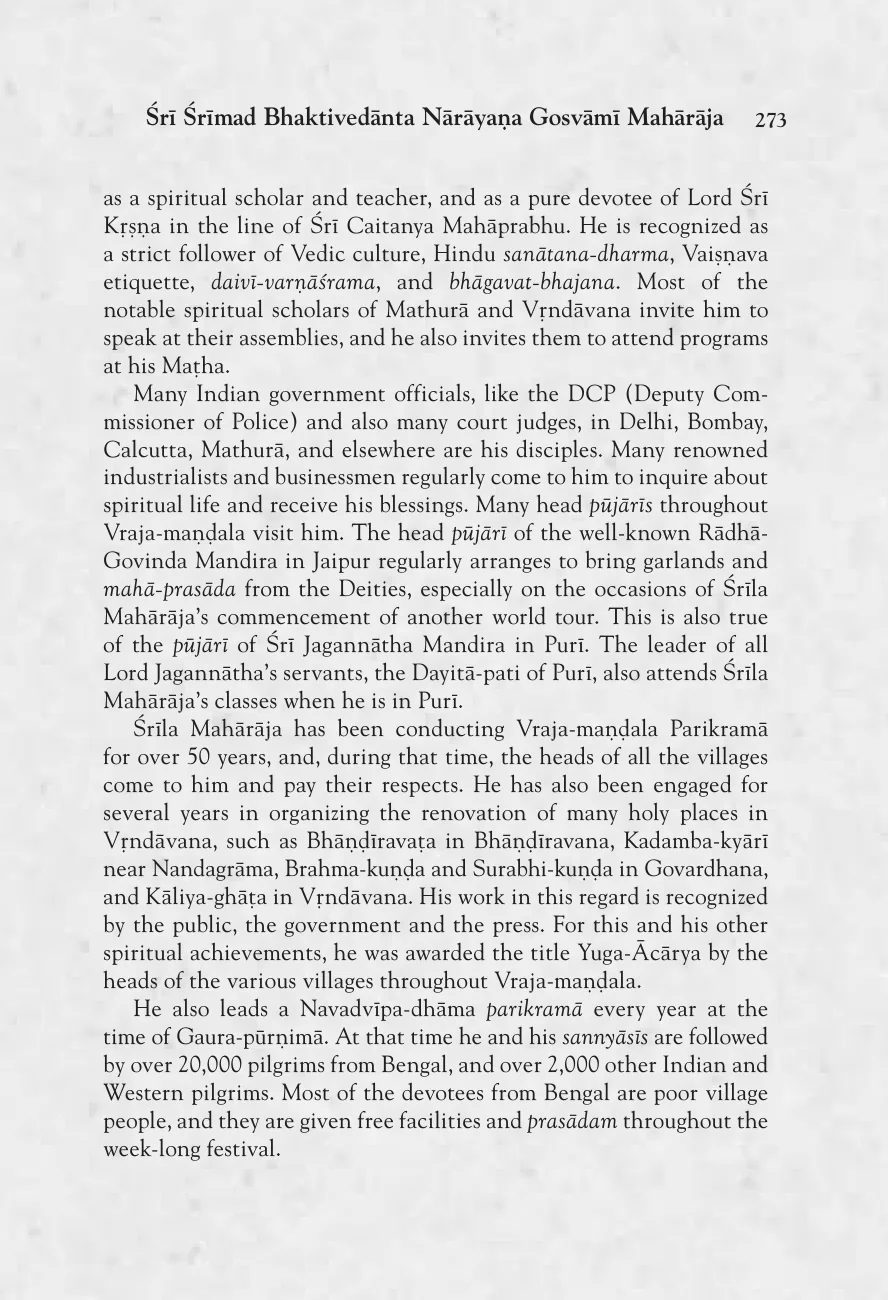 Śrī Śrīmad Bhaktivedānta Nārāyaṇa Gosvāmī Mahārāja 273
as a spiritual scholar and teacher, and as a pure devotee of Lord Śrī
Kṛṣṇa in the line of Śrī Caitanya Mahāprabhu. He is recognized as
a strict follower of Vedic culture, Hindu sanātana-dharma, Vaiṣṇava
etiquette, daivī-varṇāśrama, and bhāgavat-bhajana. Most of the
notable spiritual scholars of Mathurā and Vṛndāvana invite him to
speak at their assemblies, and he also invites them to attend programs
at his Maṭha.
Many Indian government officials, like the DCP (Deputy Com-
missioner of Police) and also many court judges, in Delhi, Bombay,
Calcutta, Mathurā, and elsewhere are his disciples. Many renowned
industrialists and businessmen regularly come to him to inquire about
spiritual life and receive his blessings. Many head pūjārīs throughout
Vraja-maṇḍala visit him. The head pūjārī of the well-known Rādhā-
Govinda Mandira in Jaipur regularly arranges to bring garlands and
mahā-prasāda from the Deities, especially on the occasions of Śrīla
Mahārāja’s commencement of another world tour. This is also true
of the pūjārī of Śrī Jagannātha Mandira in Purī. The leader of all
Lord Jagannātha’s servants, the Dayitā-pati of Purī, also attends Śrīla
Mahārāja’s classes when he is in Purī.
Śrīla Mahārāja has been conducting Vraja-maṇḍala Parikramā
for over 50 years, and, during that time, the heads of all the villages
come to him and pay their respects. He has also been engaged for
several years in organizing the renovation of many holy places in
Vṛndāvana, such as Bhāṇḍīravaṭa in Bhāṇḍīravana, Kadamba-kyārī
near Nandagrāma, Brahma-kuṇḍa and Surabhi-kuṇḍa in Govardhana,
and Kāliya-ghāṭa in Vṛndāvana. His work in this regard is recognized
by the public, the government and the press. For this and his other
spiritual achievements, he was awarded the title Yuga-Ācārya by the
heads of the various villages throughout Vraja-maṇḍala.
He also leads a Navadvīpa-dhāma parikramā every year at the
time of Gaura-pūrṇimā. At that time he and his sannyāsīs are followed
by over 20,000 pilgrims from Bengal, and over 2,000 other Indian and
Western pilgrims. Most of the devotees from Bengal are poor village
people, and they are given free facilities and prasādam throughout the
week-long festival.